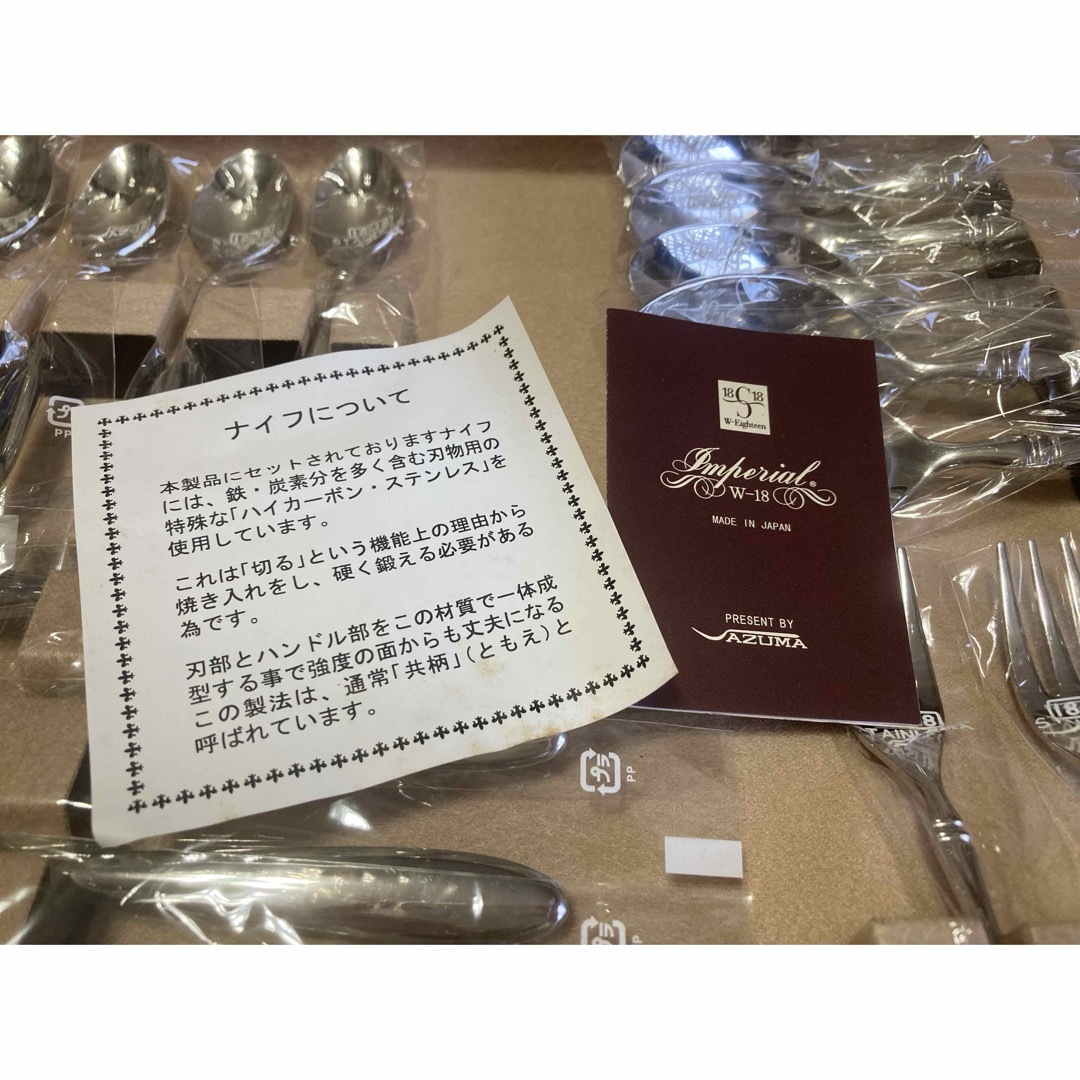 ナイフについて
本製品にセットされておりますナイフ
には、鉄・炭素分を多く含む刃物用の
特殊な「ハイカーボン・ステンレス」を
使用しています。
これは「切る」という機能上の理由から
焼き入れをし、硬く鍛える必要がある
為です。
刃部とハンドル部をこの材質で一体成
型する事で強度の面からも丈夫になる
この製法は、通常「共柄」(ともえ)と
呼ばれています。
18 S 18
W-Eighteen
Imperial®
W-18
MADE IN JAPAN
PRESENT BY
AZUMA
プラ
PP
プラ
PP
プラ